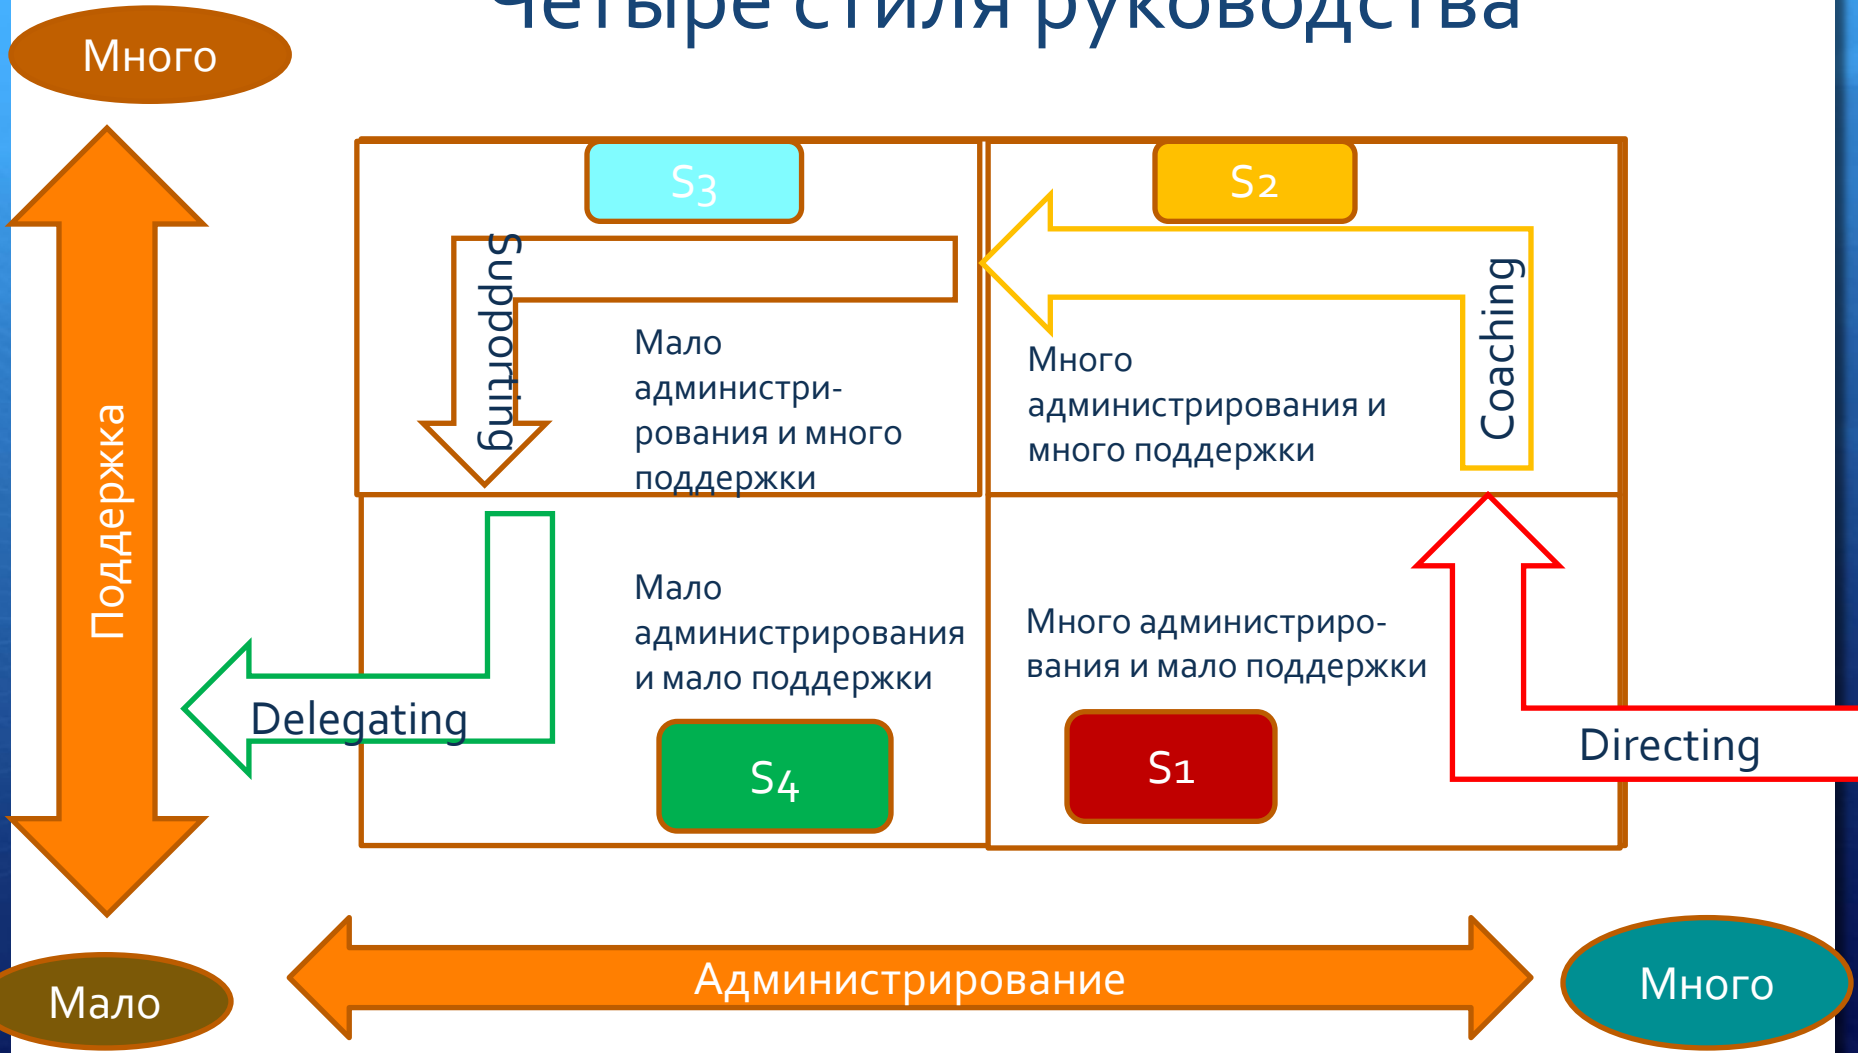 Четыре стиля руководства
Много
S3
S2
Supporting
Coaching
Мало
администри-
рования и много
поддержки
Много
администрирования и
много поддержки
Поддержка
Мало
администрирования
и мало поддержки
Много администриро-
вания и мало поддержки
Delegating
Directing
S4
S1
Администрирование
Мало
Много